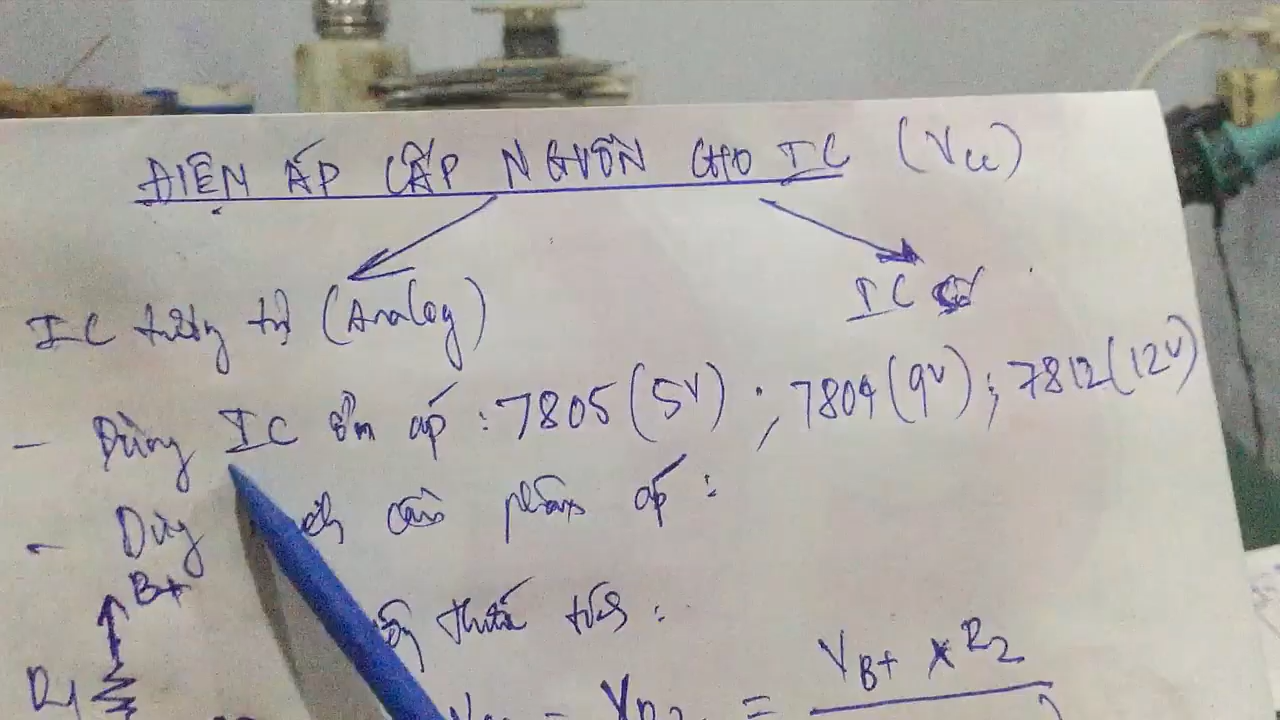 ĐIỆN ÁP CẤP NGUỒN CHO IC (Vcc)
IC tương tự (Analog)
IC số
- Dùng IC ổn áp : 7805 (5V) ; 7809 (9V) ; 7812 (12V)
- Dùng cầu phân áp :
B+
thức tính :
R1
= VB+ x R2